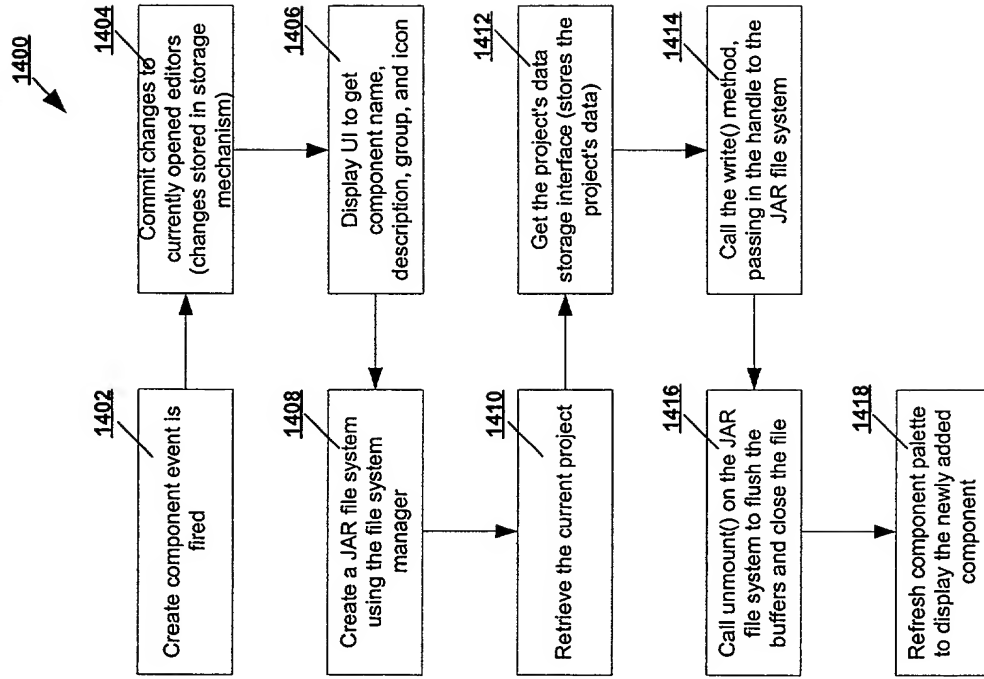 1400
1402
Create component event is
fired
1404
Commit changes to
currently opened editors
(changes stored in storage
mechanism)
1406
Display UI to get
component name,
description, group, and icon
1408
Create a JAR file system
using the file system
manager
1410
Retrieve the current project
1412
Get the project's data
storage interface (stores the
project's data)
1414
Call the write() method,
passing in the handle to the
JAR file system
1416
Call unmount() on the JAR
file system to flush the
buffers and close the file
1418
Refresh component palette
to display the newly added
component